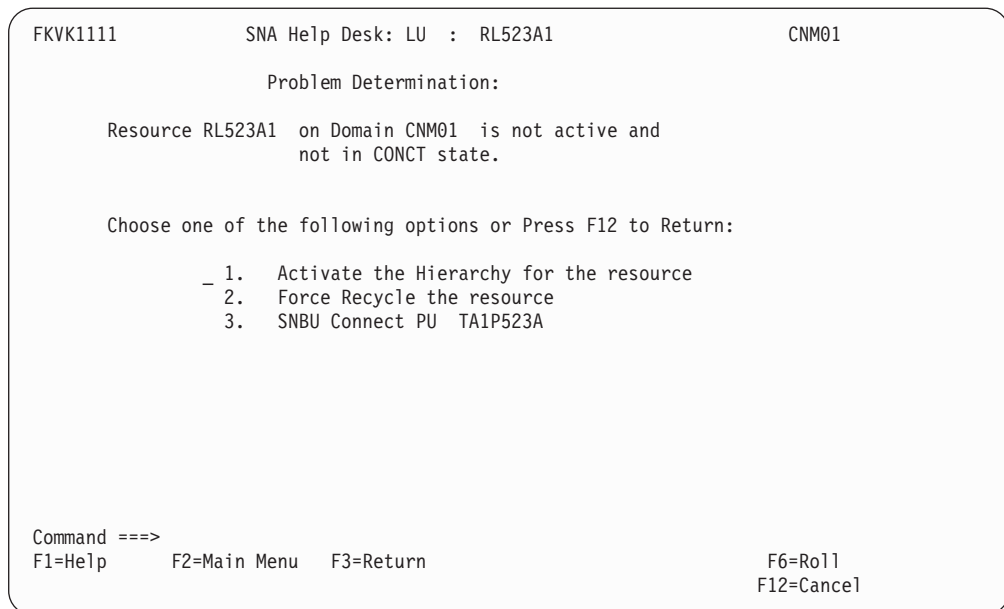 FKVK1111 SNA Help Desk: LU : RL523A1 CNM01
Problem Determination:
Resource RL523A1 on Domain CNM01 is not active and
not in CONCT state.
Choose one of the following options or Press F12 to Return:
_ 1. Activate the Hierarchy for the resource
2. Force Recycle the resource
3. SNBU Connect PU TA1P523A
Command ===>
F1=Help F2=Main Menu F3=Return F6=Roll
F12=Cancel